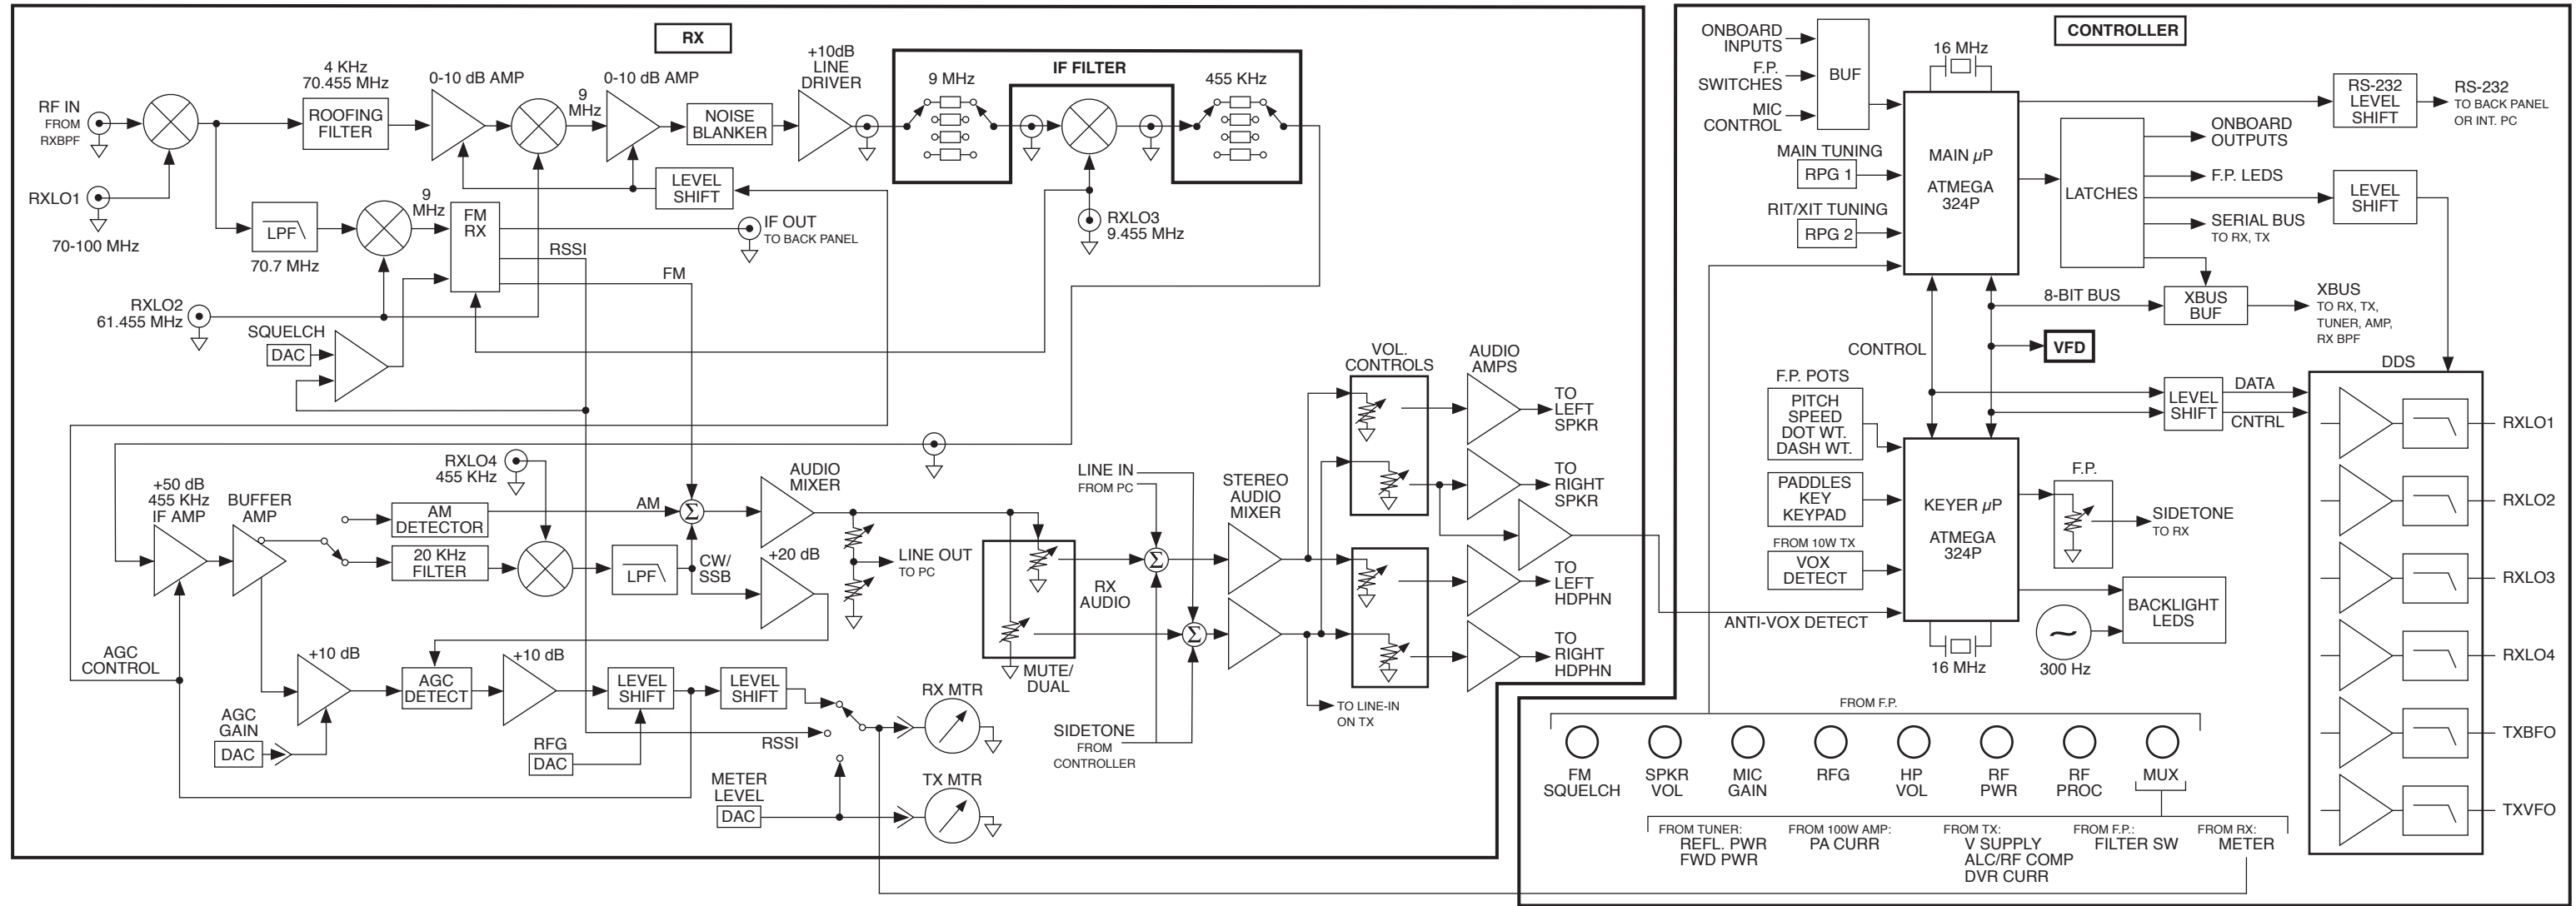 RX
4 KHz
70.455 MHz
ROOFING
FILTER
0-10 dB AMP
9
MHz
0-10 dB AMP
NOISE
BLANKER
+10dB
LINE
DRIVER
IF FILTER
9 MHz
455 KHz
RF IN
FROM
RXBPF
RXLO1
70-100 MHz
LEVEL
SHIFT
LPF
70.7 MHz
9
MHz
FM
RX
IF OUT
TO BACK PANEL
RSSI
FM
RXLO3
9.455 MHz
RXLO2
61.455 MHz
SQUELCH
DAC
VOL.
CONTROLS
AUDIO
AMPS
TO
LEFT
SPKR
TO
RIGHT
SPKR
TO
LEFT
HDPHN
TO
RIGHT
HDPHN
+50 dB
455 KHz
IF AMP
BUFFER
AMP
RXLO4
455 KHz
AM
DETECTOR
20 KHz
FILTER
LPF
AM
Σ
CW/
SSB
AUDIO
MIXER
+20 dB
LINE OUT
TO PC
LINE IN
FROM PC
STEREO
AUDIO
MIXER
RX
AUDIO
Σ
Σ
MUTE/
DUAL
AGC
CONTROL
+10 dB
AGC
DETECT
+10 dB
LEVEL
SHIFT
LEVEL
SHIFT
RX MTR
AGC
GAIN
DAC
RFG
DAC
RSSI
METER
LEVEL
DAC
TX MTR
SIDETONE
FROM
CONTROLLER
TO LINE-IN
ON TX
CONTROLLER
ONBOARD
INPUTS
F.P.
SWITCHES
MIC
CONTROL
BUF
16 MHz
MAIN TUNING
RPG 1
RIT/XIT TUNING
RPG 2
MAIN µP
ATMEGA
324P
LATCHES
RS-232
LEVEL
SHIFT
RS-232
TO BACK PANEL
OR INT. PC
ONBOARD
OUTPUTS
F.P. LEDS
LEVEL
SHIFT
SERIAL BUS
TO RX, TX
8-BIT BUS
XBUS
BUF
XBUS
TO RX, TX,
TUNER, AMP,
RX BPF
VFD
CONTROL
LEVEL
SHIFT
DATA
CNTRL
DDS
RXLO1
RXLO2
RXLO3
RXLO4
TXBFO
TXVFO
F.P. POTS
PITCH
SPEED
DOT WT.
DASH WT.
PADDLES
KEY
KEYPAD
FROM 10W TX
VOX
DETECT
ANTI-VOX DETECT
KEYER µP
ATMEGA
324P
16 MHz
F.P.
SIDETONE
TO RX
BACKLIGHT
LEDS
~
300 Hz
FROM F.P.
FM
SQUELCH
SPKR
VOL
MIC
GAIN
RFG
HP
VOL
RF
PWR
RF
PROC
MUX
FROM TUNER:
REFL. PWR
FWD PWR
FROM 100W AMP:
PA CURR
FROM TX:
V SUPPLY
ALC/RF COMP
DVR CURR
FROM F.P.:
FILTER SW
FROM RX:
METER